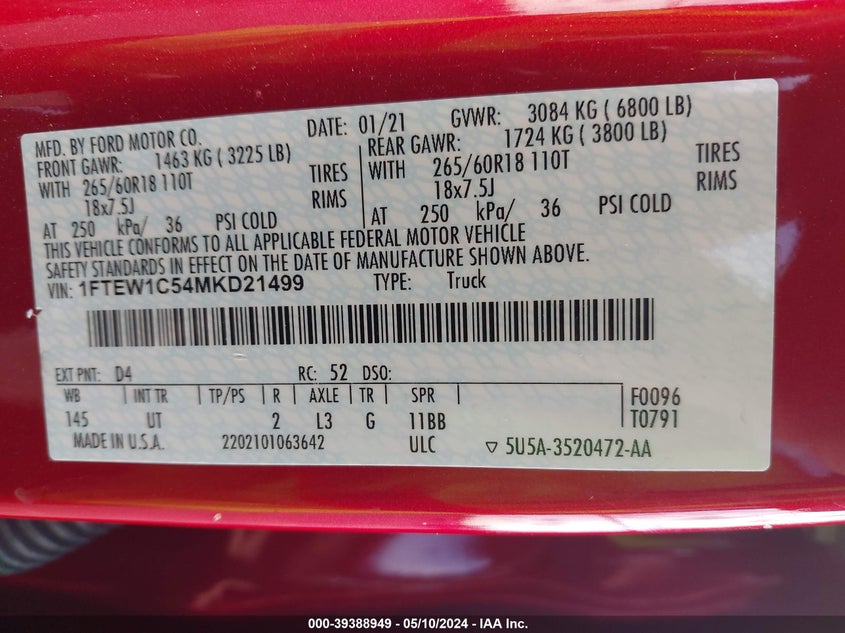 MFD. BY FORD MOTOR CO. DATE: 01/21 GVWR: 3084 KG ( 6800 LB)
FRONT GAWR: 1463 KG ( 3225 LB) REAR GAWR: 1724 KG ( 3800 LB)
WITH 265/60R18 110T TIRES WITH 265/60R18 110T TIRES
18x7.5J RIMS 18x7.5J RIMS
AT 250 kPa/ 36 PSI COLD AT 250 kPa/ 36 PSI COLD
THIS VEHICLE CONFORMS TO ALL APPLICABLE FEDERAL MOTOR VEHICLE
SAFETY STANDARDS IN EFFECT ON THE DATE OF MANUFACTURE SHOWN ABOVE.
VIN: 1FTEW1C54MKD21499 TYPE: Truck
EXT PNT: D4 RC: 52 DSO:
WB | INT TR | TP/PS | R | AXLE | TR | SPR | F0096
145 UT 2 L3 G 11BB T0791
MADE IN U.S.A. 2202101063642 ULC ▽ 5U5A-3520472-AA
000-39388949 - 05/10/2024 - IAA Inc.